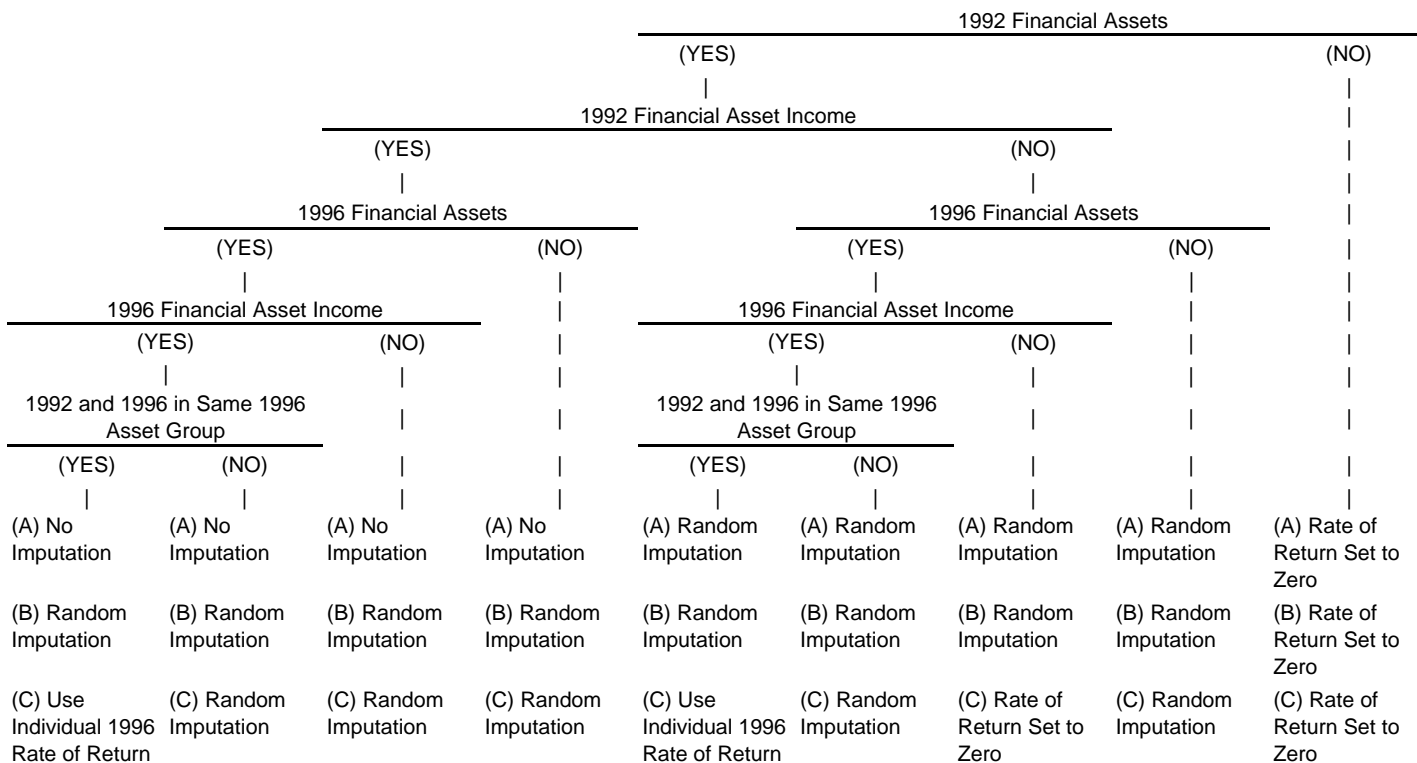 1992 Financial Assets
(YES) (NO)
| |
1992 Financial Asset Income |
(YES) (NO) |
| | |
1996 Financial Assets 1996 Financial Assets |
(YES) (NO) (YES) (NO) |
| | | | |
1996 Financial Asset Income | 1996 Financial Asset Income | |
(YES) (NO) | (YES) (NO) | |
| | | | | | |
1992 and 1996 in Same 1996 | | 1992 and 1996 in Same 1996 | | |
Asset Group Asset Group
(YES) (NO) | | (YES) (NO) | | |
| | | | | | | | |
(A) No (A) No (A) No (A) No (A) Random (A) Random (A) Random (A) Random (A) Rate of
Imputation Imputation Imputation Imputation Imputation Imputation Imputation Imputation Return Set to
Zero
(B) Random (B) Random (B) Random (B) Random (B) Random (B) Random (B) Random (B) Random (B) Rate of
Imputation Imputation Imputation Imputation Imputation Imputation Imputation Imputation Return Set to
Zero
(C) Use (C) Random (C) Random (C) Random (C) Use (C) Random (C) Rate of (C) Random (C) Rate of
Individual 1996 Imputation Imputation Imputation Individual 1996 Imputation Return Set to Imputation Return Set to
Rate of Return Rate of Return Zero Zero